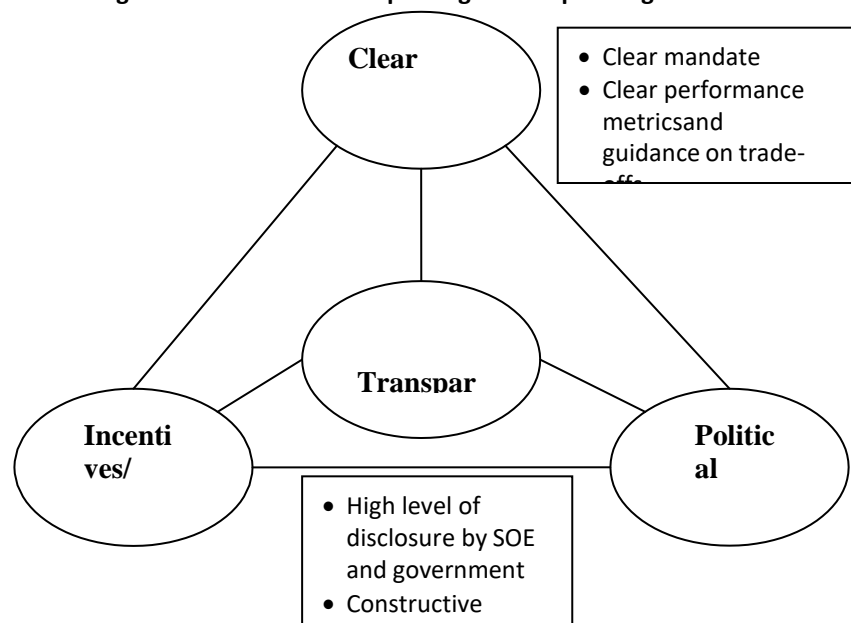 Clear
• Clear mandate
• Clear performance
metricsand
guidance on trade-
offs
Transpar
Incenti
ves/
Politic
al
• High level of
disclosure by SOE
and government
• Constructive